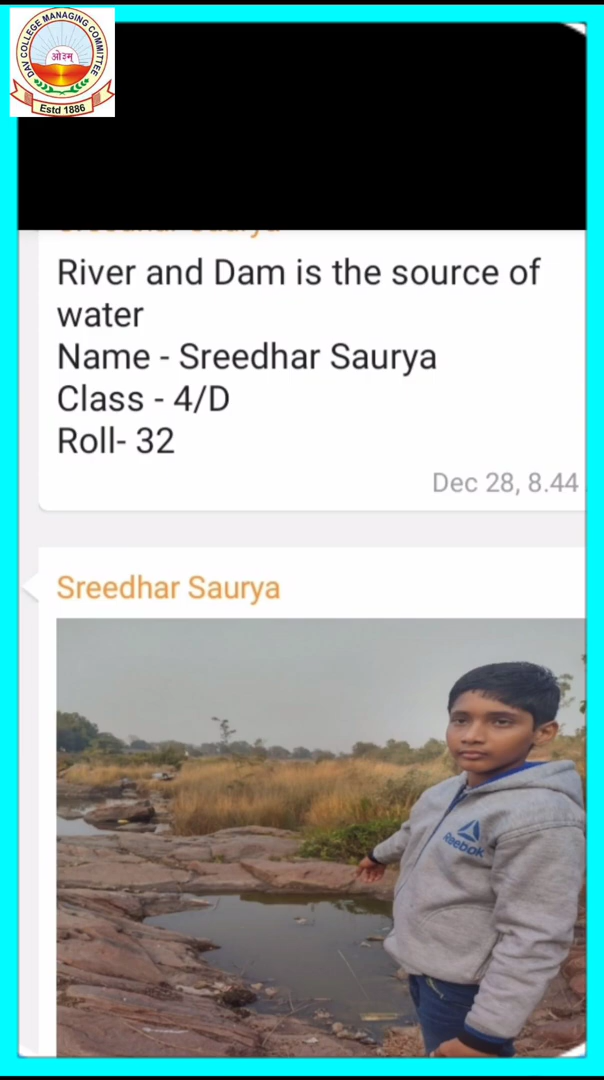 DAV COLLEGE MANAGING COMMITTEE
ओ३म्
Estd 1886
River and Dam is the source of
water
Name - Sreedhar Saurya
Class - 4/D
Roll- 32
Dec 28, 8.44
Sreedhar Saurya
Reebok